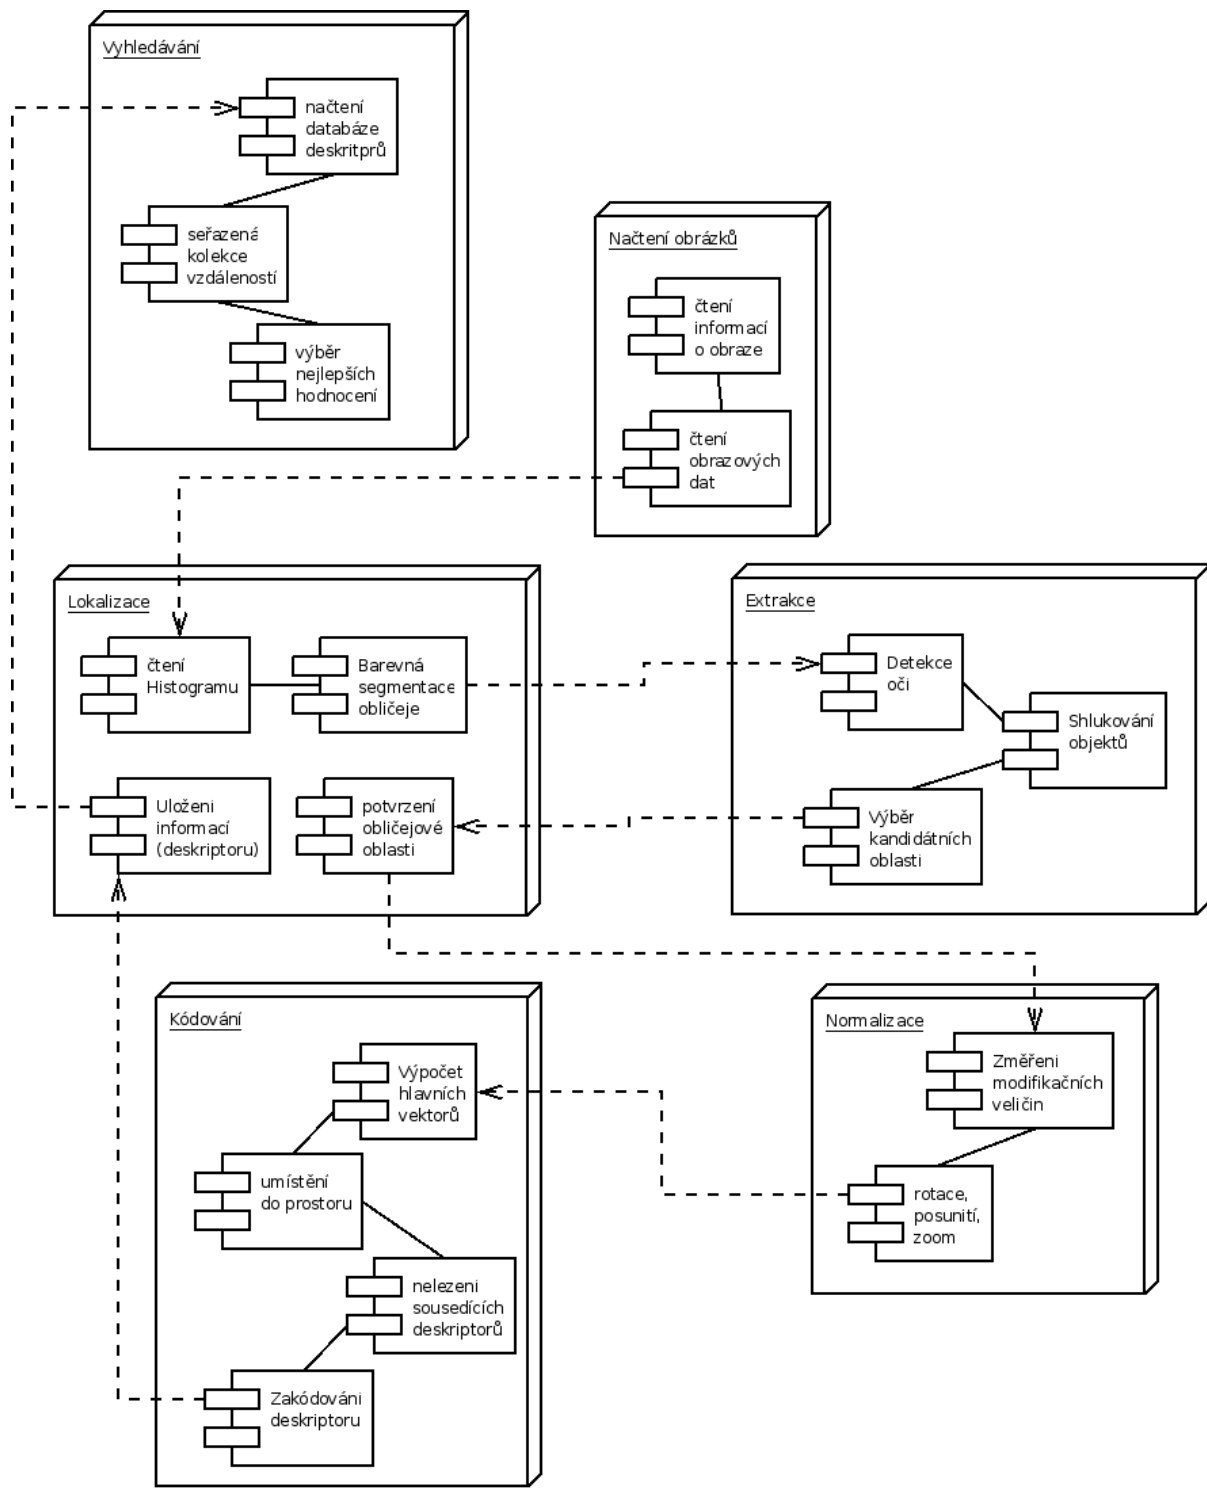 Vyhledávání
načtení
databáze
deskritprů
seřazená
kolekce
vzdáleností
výběr
nejlepších
hodnocení
Načtení obrázků
čtení
informací
o obraze
čtení
obrazových
dat
Lokalizace
čtení
Histogramu
Barevná
segmentace
obličeje
Uloženi
informací
(deskriptoru)
potvrzení
obličejové
oblasti
Extrakce
Detekce
oči
Shlukování
objektů
Výběr
kandidátních
oblasti
Kódování
Výpočet
hlavních
vektorů
umístění
do prostoru
nelezeni
sousedících
deskriptorů
Zakódováni
deskriptoru
Normalizace
Změřeni
modifikačních
veličin
rotace,
posunití,
zoom